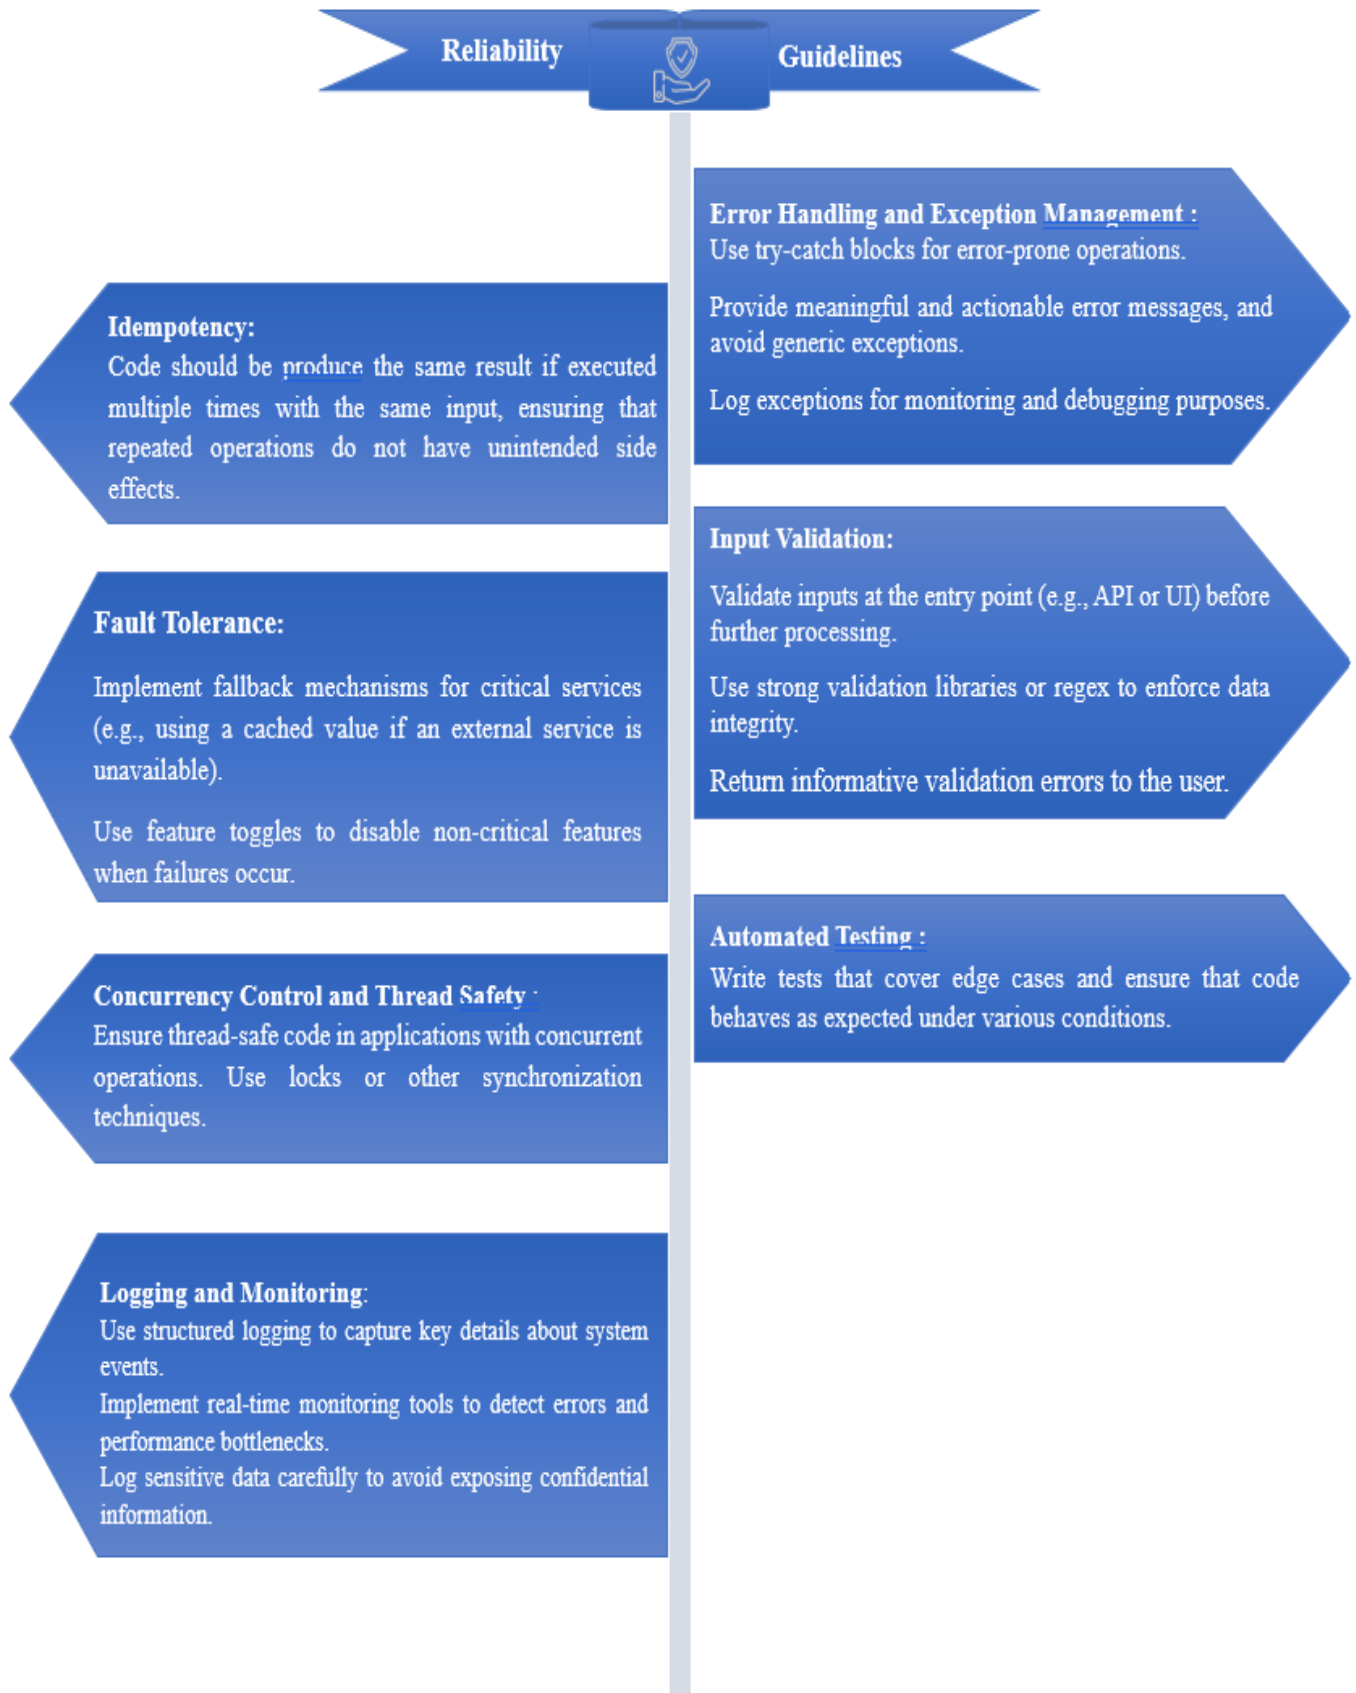 Reliability Guidelines
Error Handling and Exception Management :
Use try-catch blocks for error-prone operations.
Provide meaningful and actionable error messages, and
avoid generic exceptions.
Log exceptions for monitoring and debugging purposes.
Idempotency:
Code should be produce the same result if executed
multiple times with the same input, ensuring that
repeated operations do not have unintended side
effects.
Input Validation:
Validate inputs at the entry point (e.g., API or UI) before
further processing.
Use strong validation libraries or regex to enforce data
integrity.
Return informative validation errors to the user.
Fault Tolerance:
Implement fallback mechanisms for critical services
(e.g., using a cached value if an external service is
unavailable).
Use feature toggles to disable non-critical features
when failures occur.
Automated Testing :
Write tests that cover edge cases and ensure that code
behaves as expected under various conditions.
Concurrency Control and Thread Safety :
Ensure thread-safe code in applications with concurrent
operations. Use locks or other synchronization
techniques.
Logging and Monitoring:
Use structured logging to capture key details about system
events.
Implement real-time monitoring tools to detect errors and
performance bottlenecks.
Log sensitive data carefully to avoid exposing confidential
information.